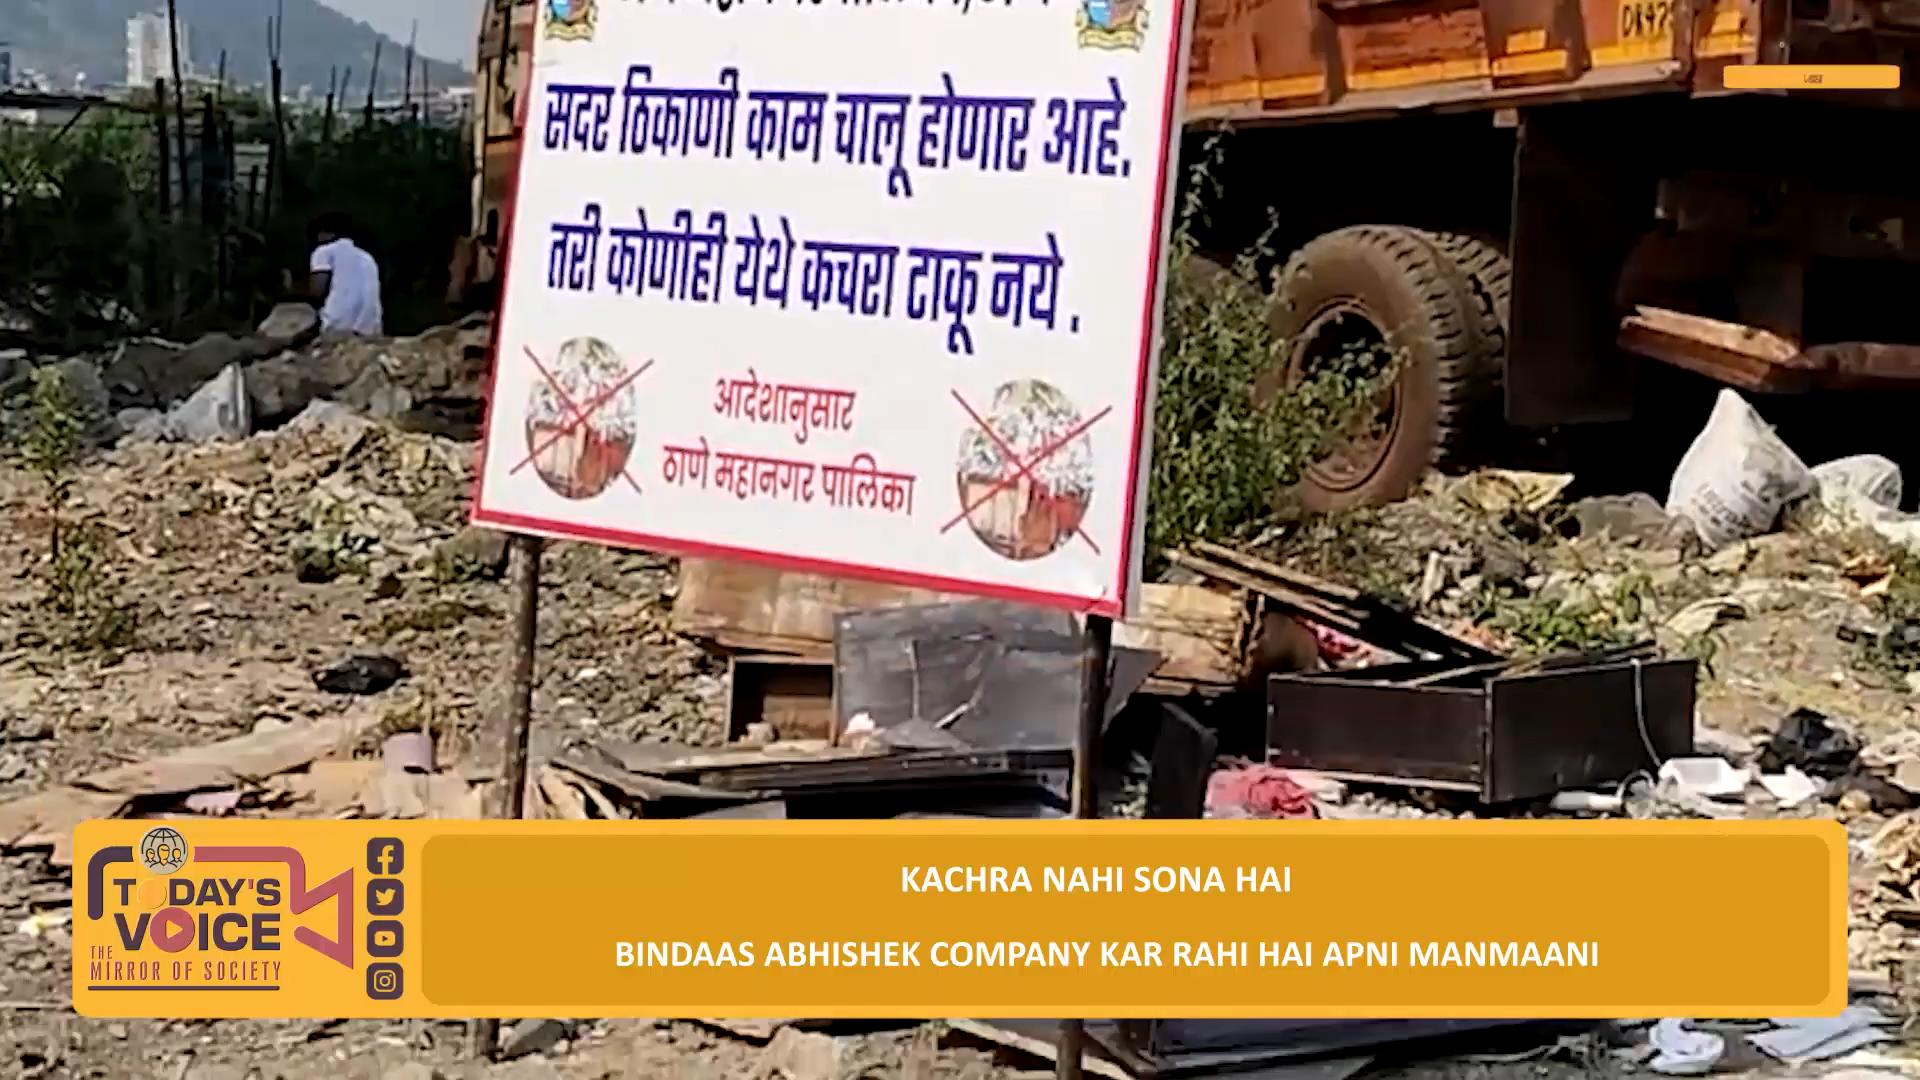 सदर ठिकाणी काम चालू होणार आहे.
तरी कोणीही येथे कचरा टाकू नये .
आदेशानुसार
ठाणे महानगर पालिका
TODAY'S
VOICE
THE
MIRROR OF SOCIETY
KACHRA NAHI SONA HAI
BINDAAS ABHISHEK COMPANY KAR RAHI HAI APNI MANMAANI